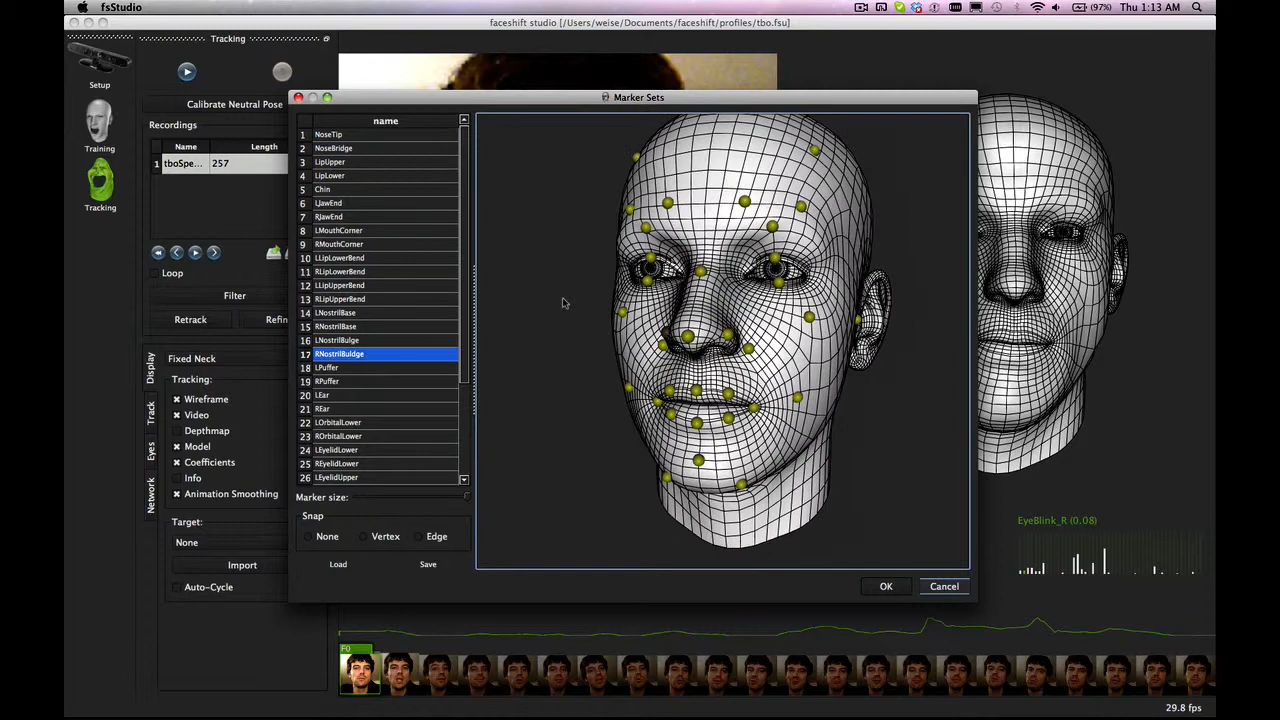 fsStudio
(97%) Thu 1:13 AM
faceshift studio [/Users/weise/Documents/faceshift/profiles/tbo.fsu]
Tracking
Setup
Training
Tracking
Calibrate Neutral Pose
Recordings
Name Length
1 tboSpe... 257
Loop
Filter
Retrack Refin
Display
Track
Eyes
Network
Fixed Neck
Tracking:
Wireframe
Video
Depthmap
Model
Coefficients
Info
Animation Smoothing
Target:
None
Import
Auto-Cycle
Marker Sets
name
1 NoseTip
2 NoseBridge
3 LipUpper
4 LipLower
5 Chin
6 LJawEnd
7 RJawEnd
8 LMouthCorner
9 RMouthCorner
10 LLipLowerBend
11 RLipLowerBend
12 LLipUpperBend
13 RLipUpperBend
14 LNostrilBase
15 RNostrilBase
16 LNostrilBulge
17 RNostrilBuldge
18 LPuffer
19 RPuffer
20 LEar
21 REar
22 LOrbitalLower
23 ROrbitalLower
24 LEyelidLower
25 REyelidLower
26 LEyelidUpper
Marker size:
Snap
None Vertex Edge
Load Save
OK Cancel
EyeBlink_R (0.08)
F0
29.8 fps